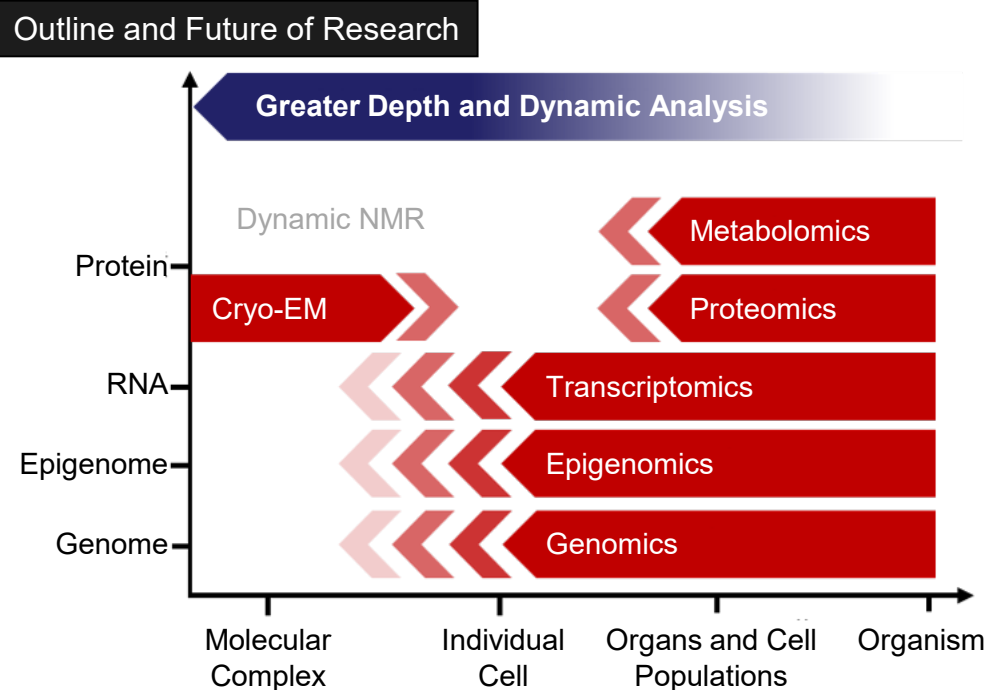 Outline and Future of Research
Greater Depth and Dynamic Analysis
Dynamic NMR
Metabolomics
Protein
Cryo-EM
Proteomics
RNA
Transcriptomics
Epigenome
Epigenomics
Genome
Genomics
Molecular
Complex
Individual
Cell
Organs and Cell
Populations
Organism